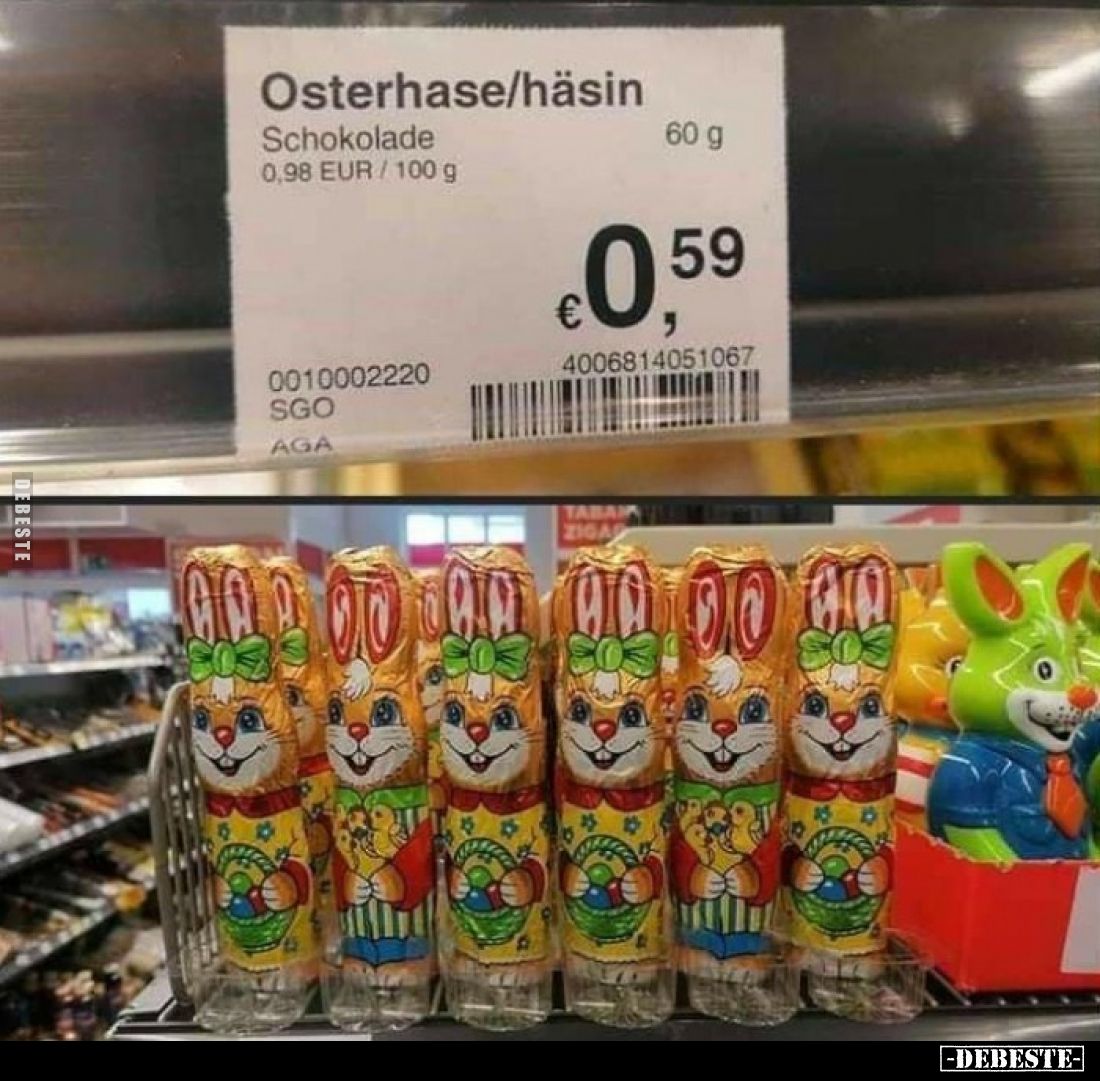 Osterhase/häsin
Schokolade 60 g
0,98 EUR / 100 g
€0,59
4006814051067
0010002220
SGO
AGA
DEBESTE
-DEBESTE-